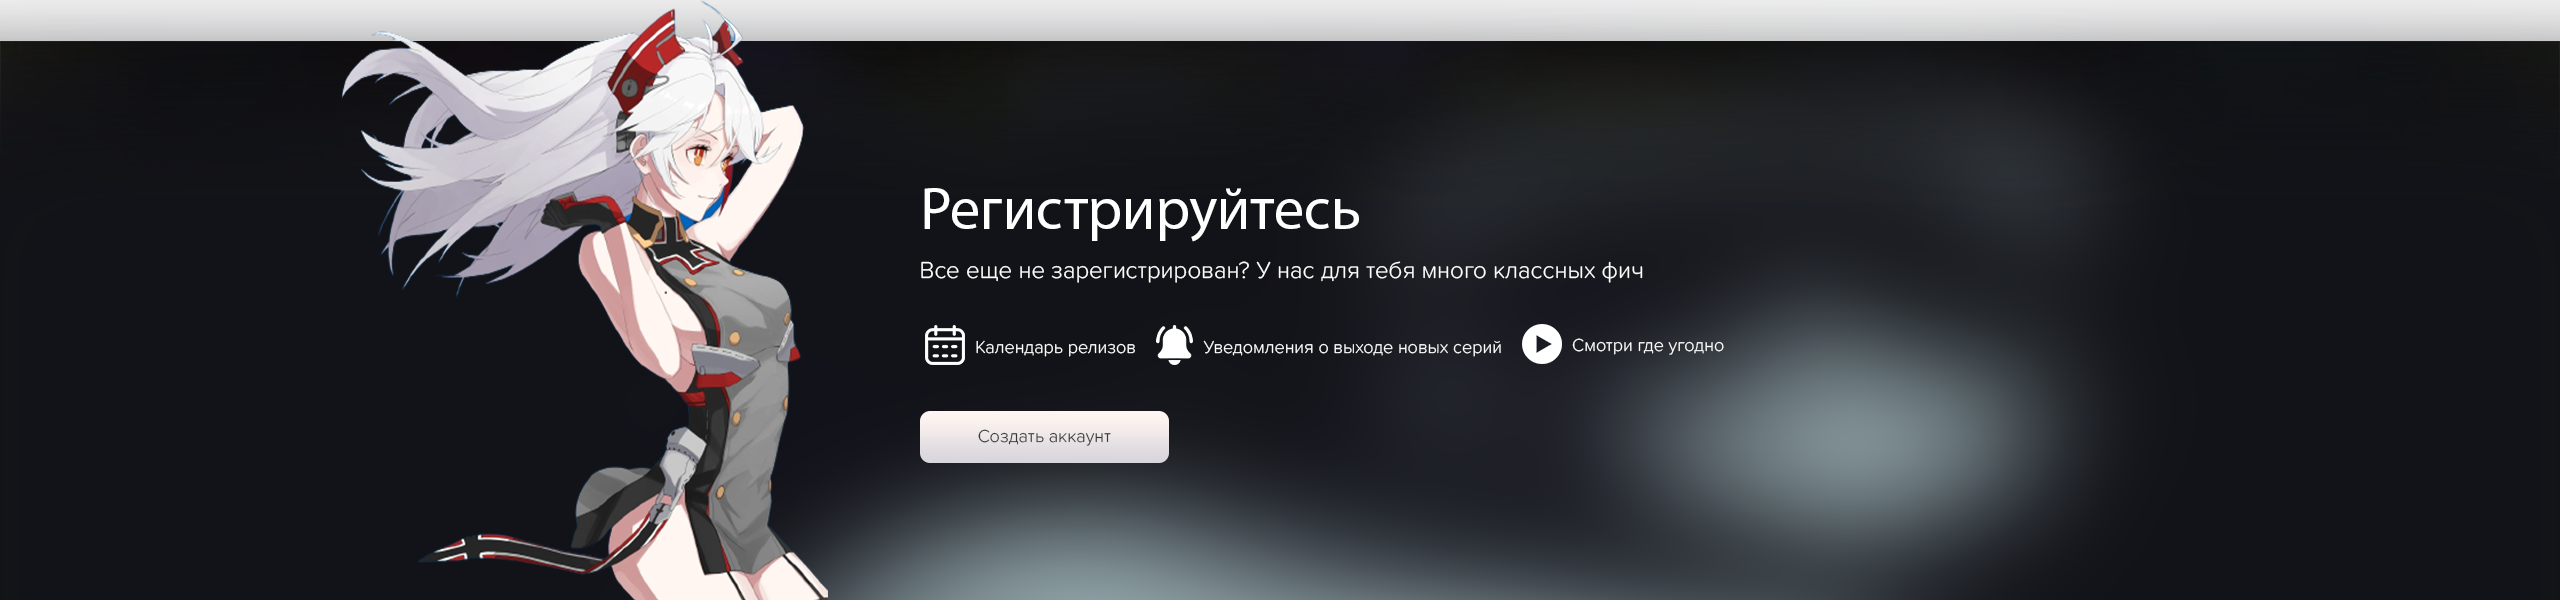 Регистрируйтесь
Все еще не зарегистрирован? У нас для тебя много классных фич
Календарь релизов
Уведомления о выходе новых серий
Смотри где угодно
Создать аккаунт